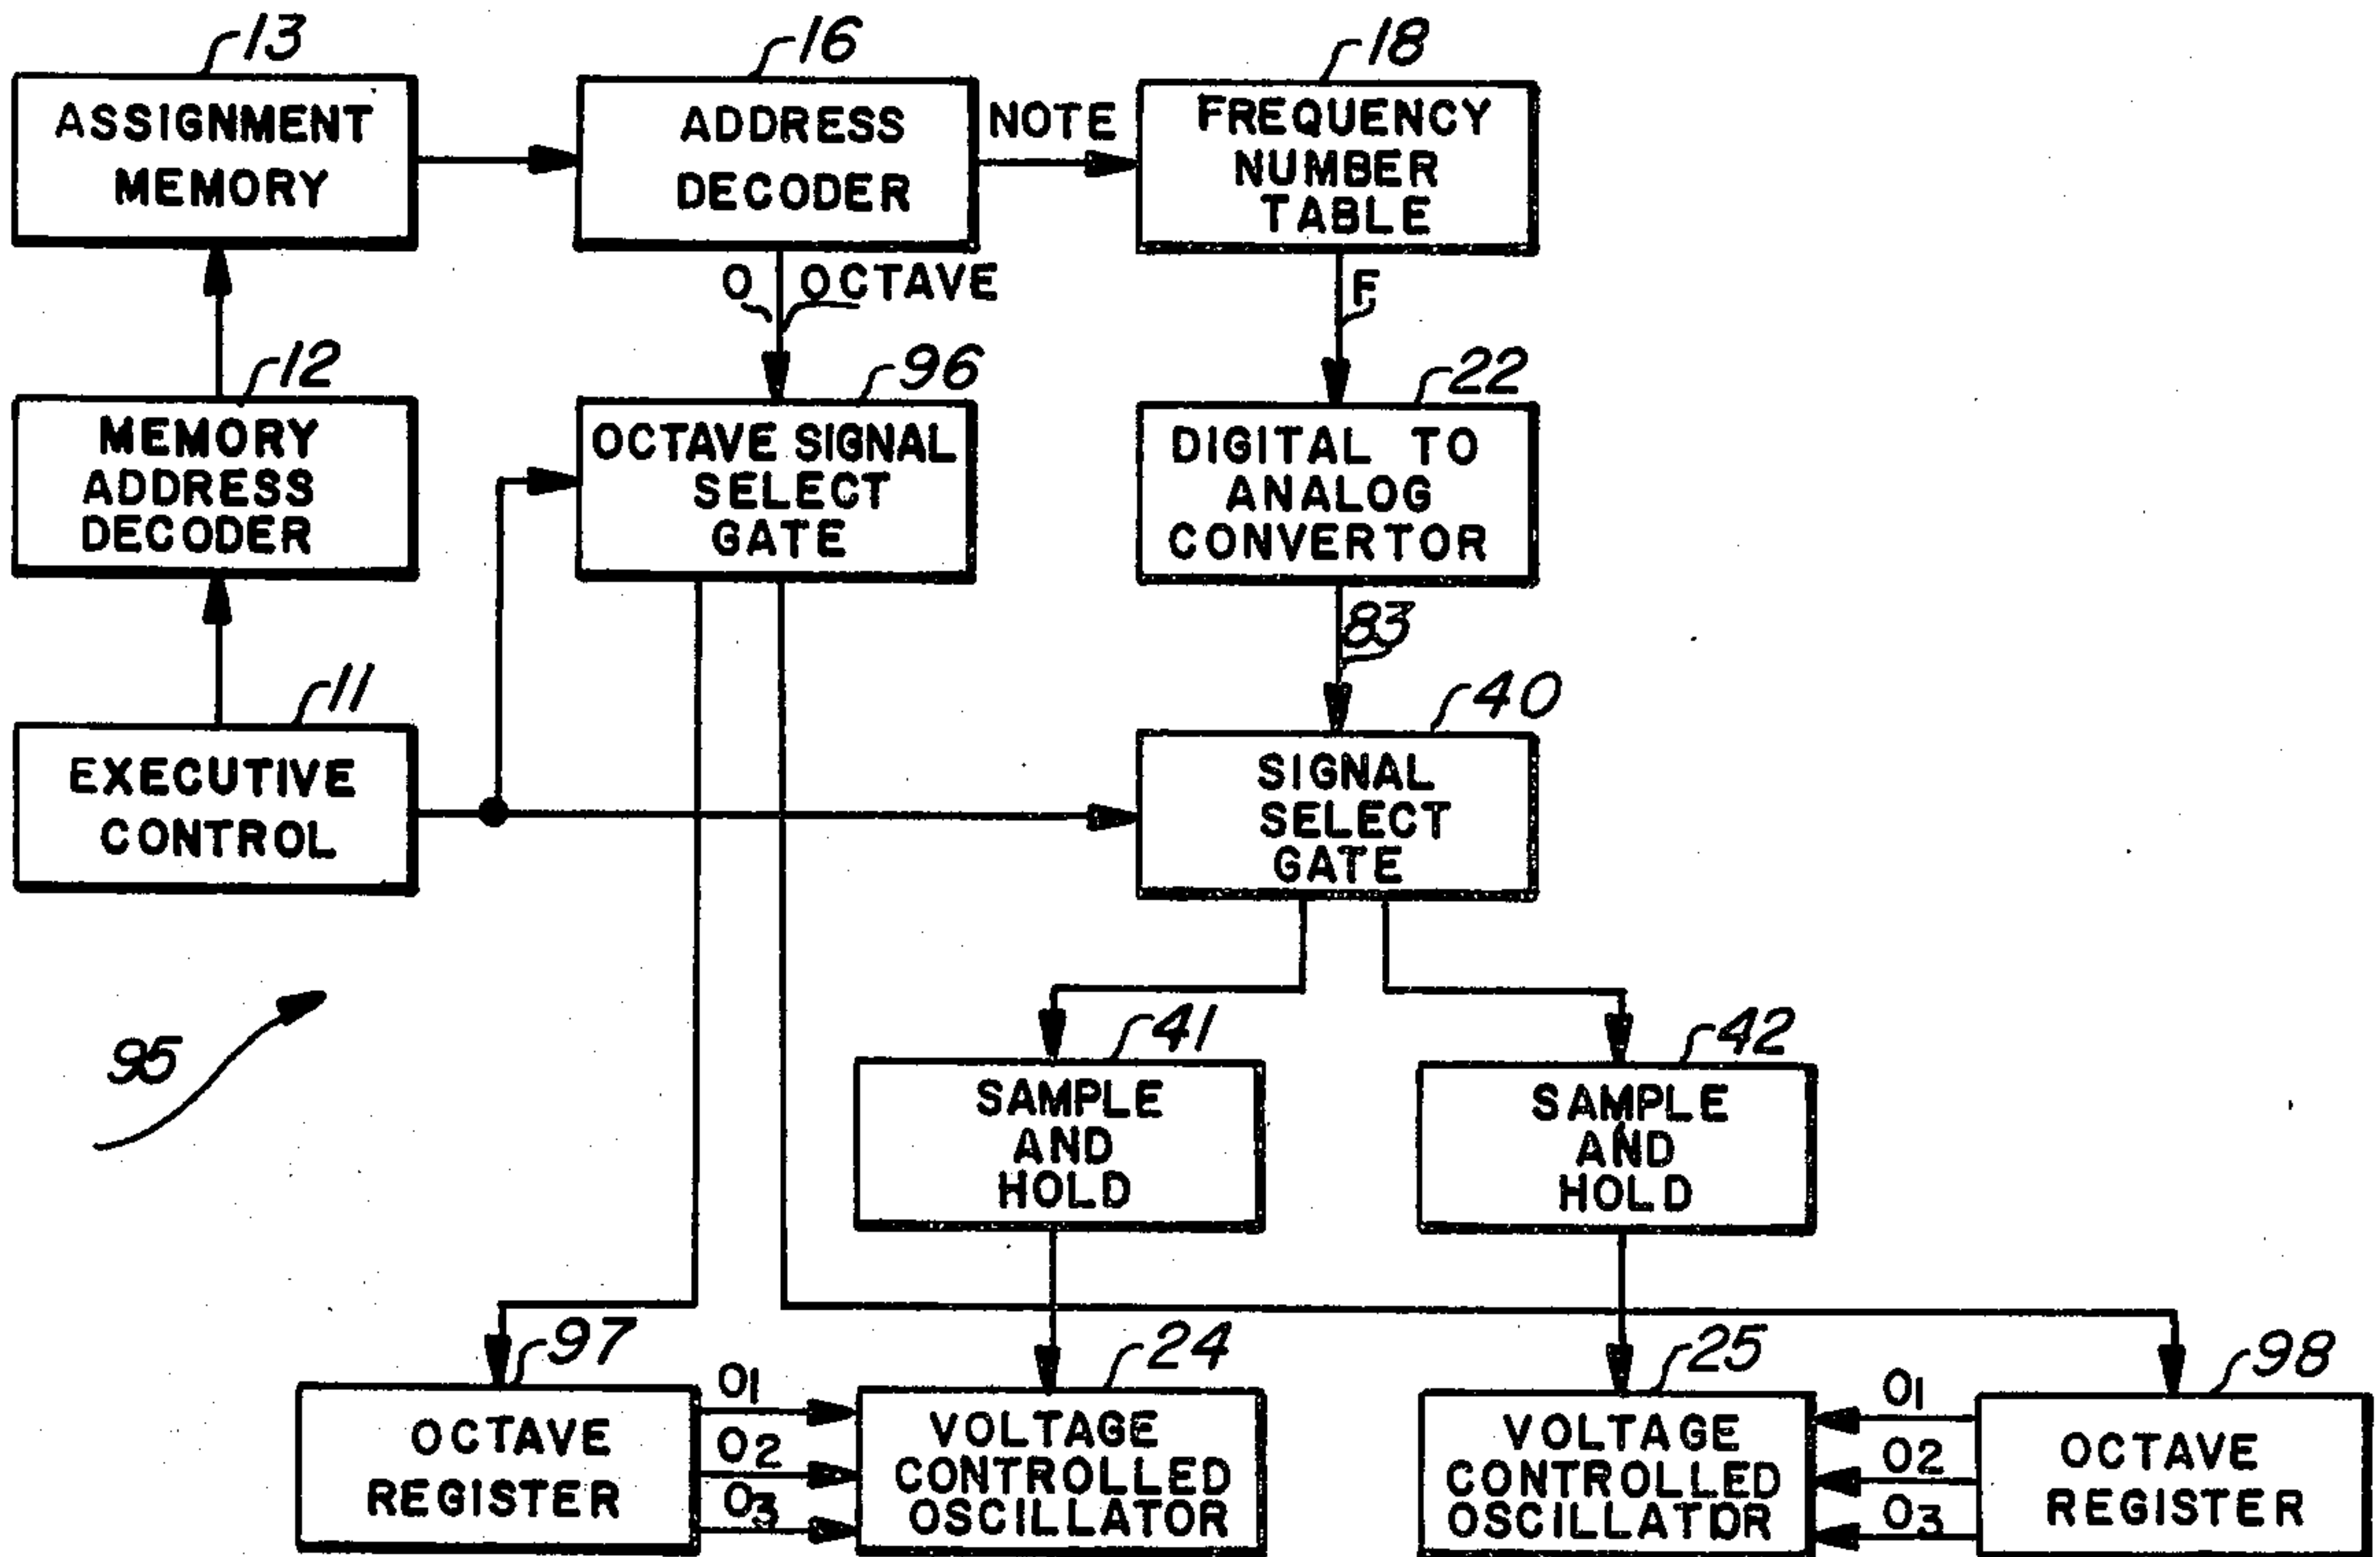 13
ASSIGNMENT
MEMORY
16
ADDRESS
DECODER
NOTE
18
FREQUENCY
NUMBER
TABLE
O
OCTAVE
F
12
MEMORY
ADDRESS
DECODER
96
OCTAVE SIGNAL
SELECT
GATE
22
DIGITAL TO
ANALOG
CONVERTOR
83
11
EXECUTIVE
CONTROL
40
SIGNAL
SELECT
GATE
95
41
SAMPLE
AND
HOLD
42
SAMPLE
AND
HOLD
97
OCTAVE
REGISTER
O1
O2
O3
24
VOLTAGE
CONTROLLED
OSCILLATOR
25
VOLTAGE
CONTROLLED
OSCILLATOR
O1
O2
O3
98
OCTAVE
REGISTER